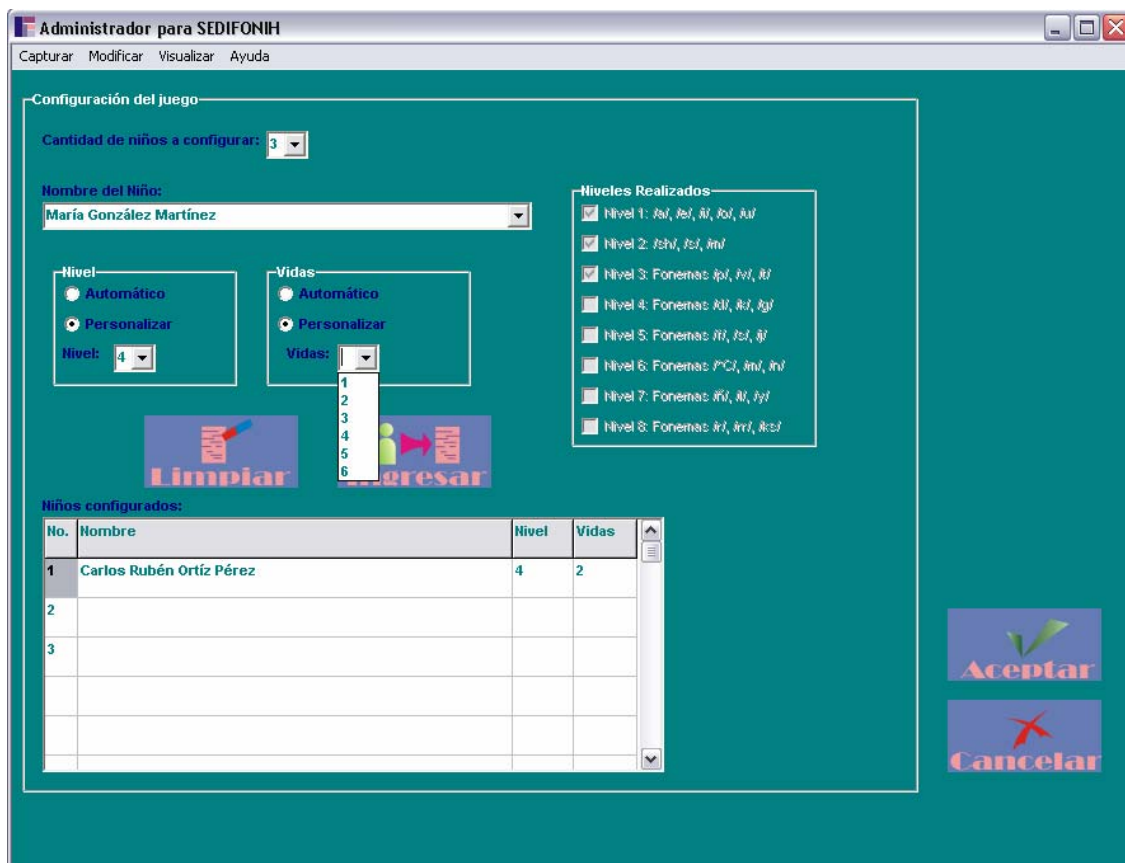 Administrador para SEDIFONIH
Capturar Modificar Visualizar Ayuda
Configuración del juego
Cantidad de niños a configurar: 3
Nombre del Niño:
María González Martínez
Nivel
Automático
Personalizar
Nivel: 4
Vidas
Automático
Personalizar
Vidas:
1
2
3
4
5
6
Niveles Realizados
Nivel 1: /a/, /e/, /i/, /o/, /u/
Nivel 2: /sh/, /s/, /m/
Nivel 3: Fonemas /p/, /v/, /t/
Nivel 4: Fonemas /d/, /k/, /g/
Nivel 5: Fonemas /f/, /s/, /j/
Nivel 6: Fonemas /^C/, /m/, /n/
Nivel 7: Fonemas /ñ/, /l/, /y/
Nivel 8: Fonemas /r/, /rr/, /ks/
Limpiar
Ingresar
Niños configurados:
No. Nombre Nivel Vidas
1 Carlos Rubén Ortíz Pérez 4 2
2
3
Aceptar
Cancelar